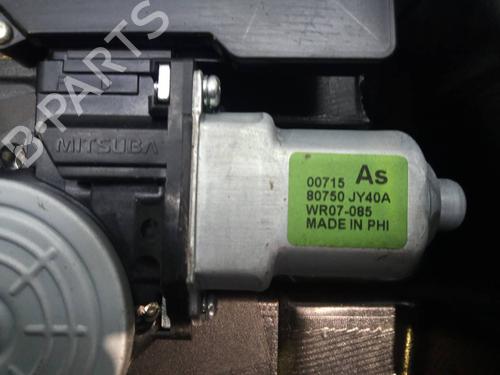 B-PARTS
MITSUBA
00715 As
80750 JY40A
WR07-085
MADE IN PHI